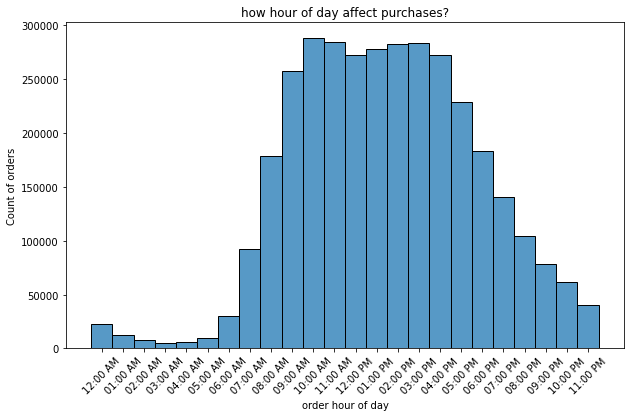 how hour of day affect purchases?
300000
250000
200000
150000
100000
50000
0
Count of orders
12:00 AM
01:00 AM
02:00 AM
03:00 AM
04:00 AM
05:00 AM
06:00 AM
07:00 AM
08:00 AM
09:00 AM
10:00 AM
11:00 AM
12:00 PM
01:00 PM
02:00 PM
03:00 PM
04:00 PM
05:00 PM
06:00 PM
07:00 PM
08:00 PM
09:00 PM
10:00 PM
11:00 PM
order hour of day